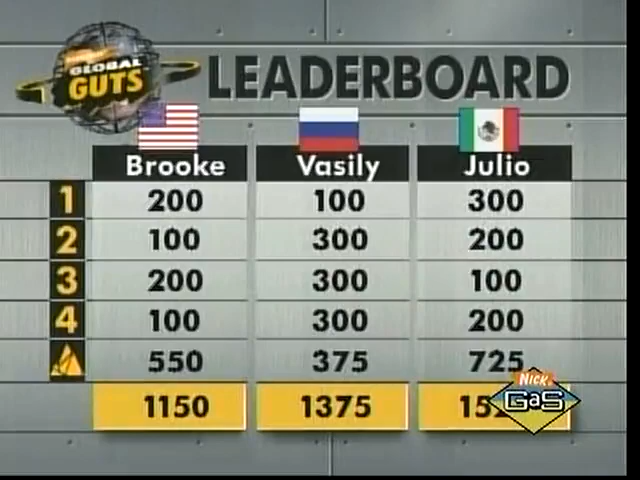 GLOBAL GUTS
LEADERBOARD
Brooke Vasily Julio
1 200 100 300
2 100 300 200
3 200 300 100
4 100 300 200
550 375 725
1150 1375
NICK
GaS